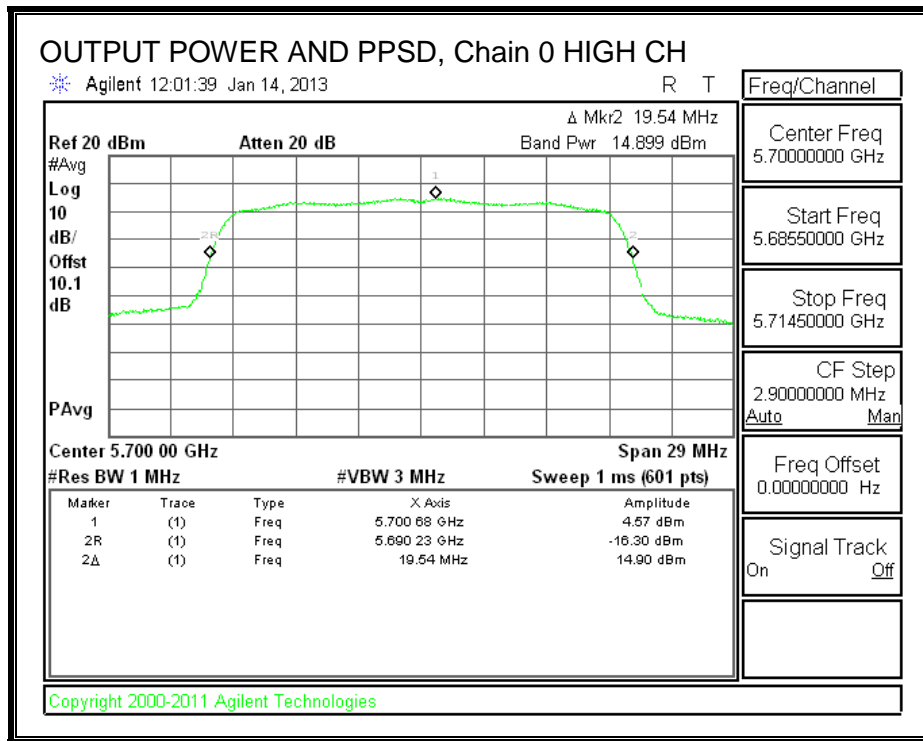 OUTPUT POWER AND PPSD, Chain 0 HIGH CH
Agilent 12:01:39 Jan 14, 2013 R T
Freq/Channel
Δ Mkr2 19.54 MHz
Ref 20 dBm Atten 20 dB Band Pwr 14.899 dBm
#Avg
Log
10
dB/
Offst
10.1
dB
PAvg
1
2R
2
Center 5.700 00 GHz Span 29 MHz
#Res BW 1 MHz #VBW 3 MHz Sweep 1 ms (601 pts)
Marker Trace Type X Axis Amplitude
1 (1) Freq 5.700 68 GHz 4.57 dBm
2R (1) Freq 5.690 23 GHz -16.30 dBm
2Δ (1) Freq 19.54 MHz 14.90 dBm
Center Freq
5.70000000 GHz
Start Freq
5.68550000 GHz
Stop Freq
5.71450000 GHz
CF Step
2.90000000 MHz
Auto Man
Freq Offset
0.00000000 Hz
Signal Track
On Off
Copyright 2000-2011 Agilent Technologies